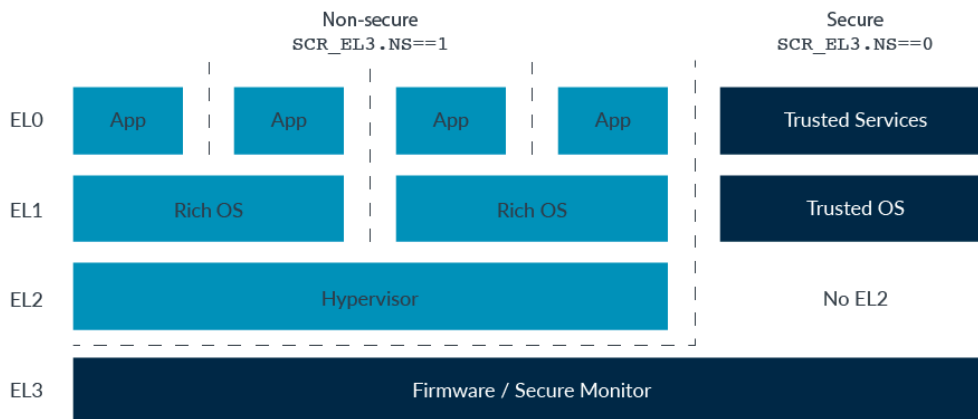 Non-secure
SCR_EL3.NS==1
Secure
SCR_EL3.NS==0
EL0
App
App
App
App
Trusted Services
EL1
Rich OS
Rich OS
Trusted OS
EL2
Hypervisor
No EL2
EL3
Firmware / Secure Monitor